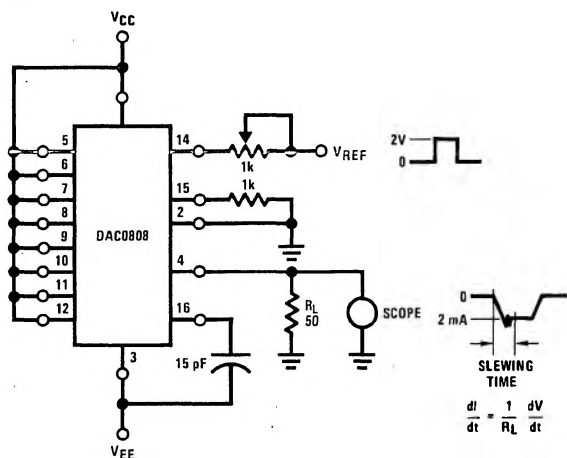 VCC
5
14
VREF
2V
0
1k
6
7
15
1k
8
2
9
DAC0808
10
4
11
12
16
RL
50
SCOPE
0
2 mA
15 pF
3
SLEWING
TIME
VEE
dI/dt = 1/RL dV/dt